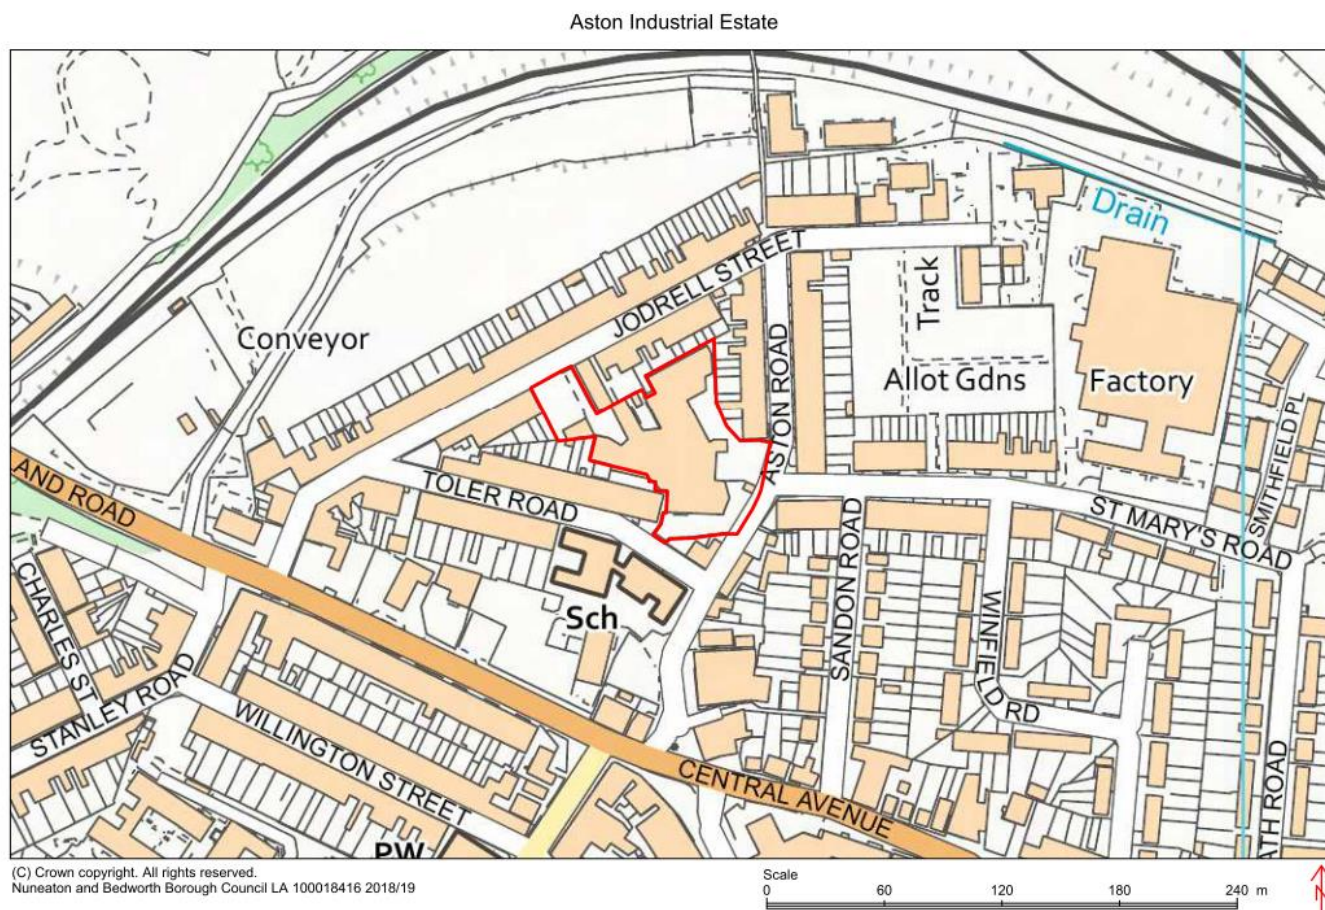 Aston Industrial Estate
Drain
JODRELL STREET
Track
Conveyor
ASTON ROAD
Allot Gdns
Factory
SMITHFIELD PL
AND ROAD
TOLER ROAD
ST MARY'S ROAD
CHARLES ST
Sch
SANDON ROAD
WINFIELD RD
STANLEY ROAD
WILLINGTON STREET
CENTRAL AVENUE
ATH ROAD
PW
(C) Crown copyright. All rights reserved.
Nuneaton and Bedworth Borough Council LA 100018416 2018/19
Scale
0 60 120 180 240 m
N